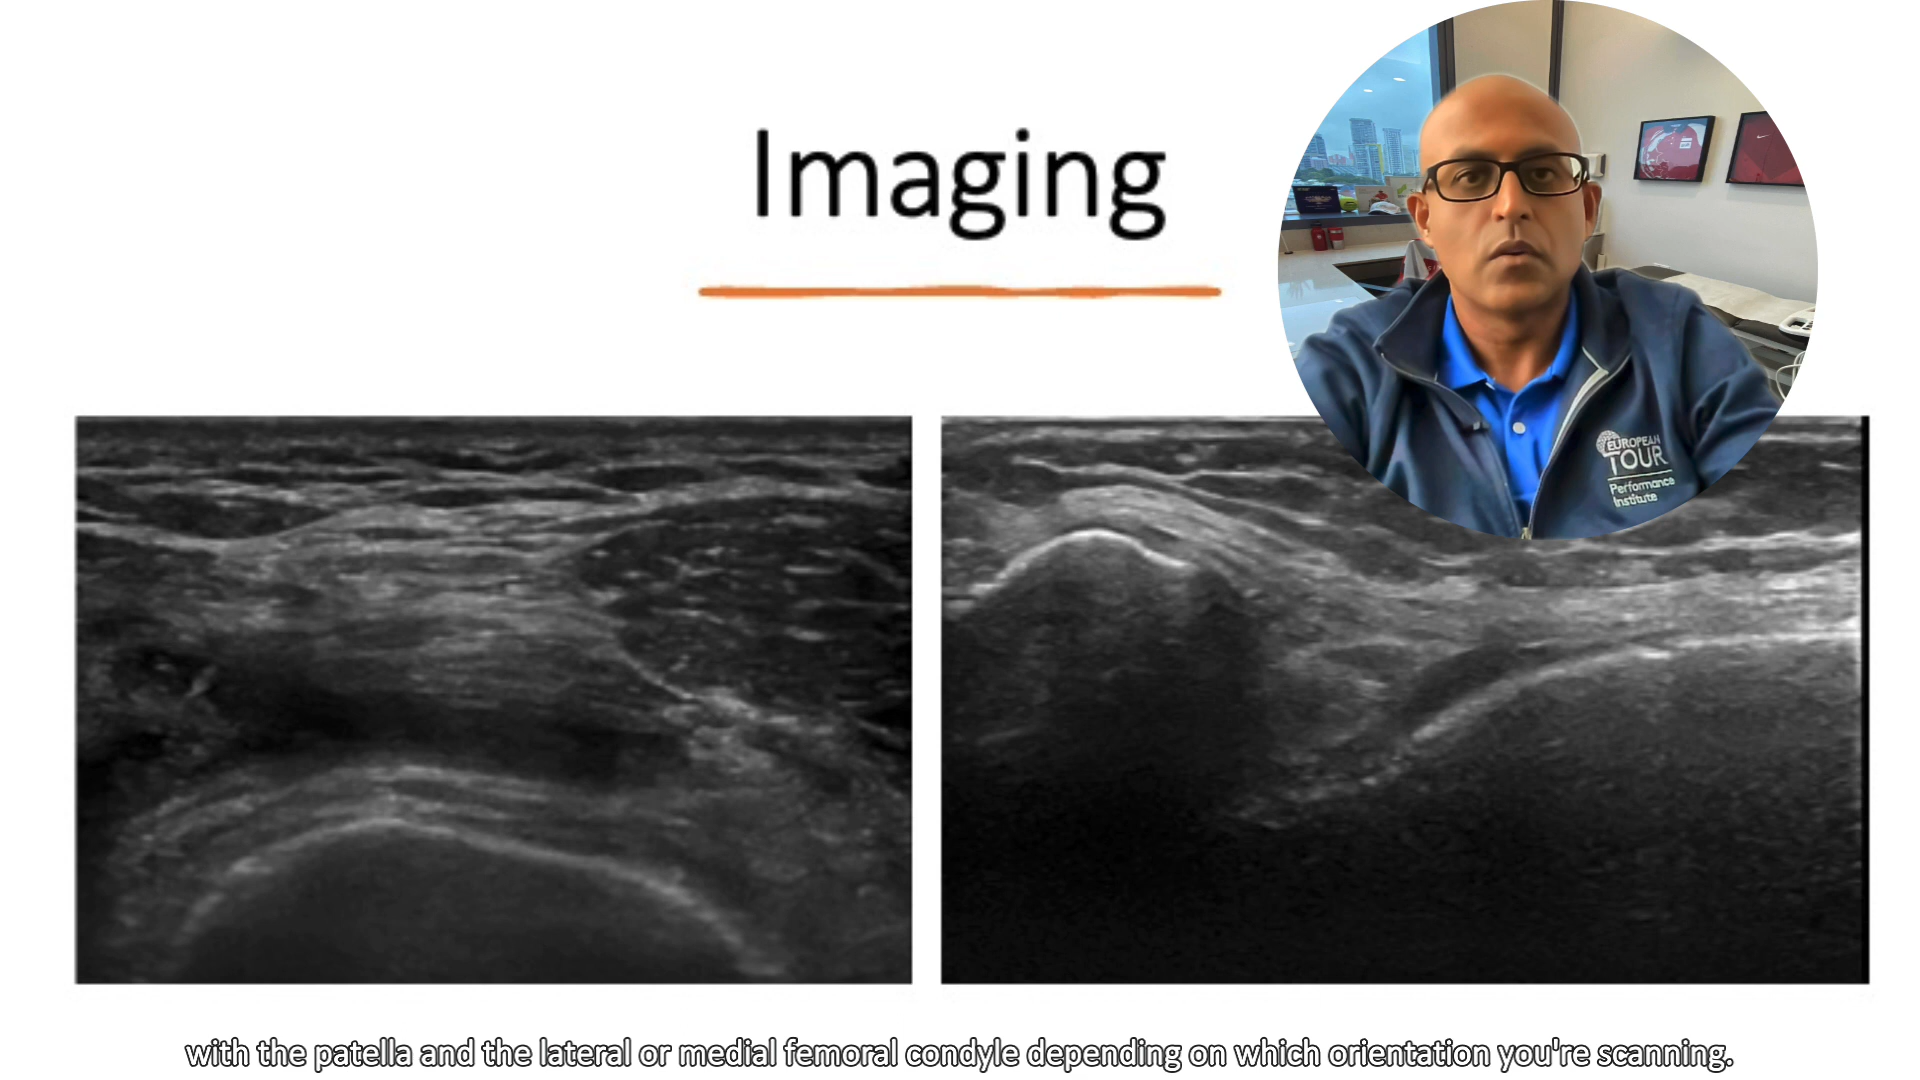 Imaging
EUROPEAN
TOUR
Performance
Institute
with the patella and the lateral or medial femoral condyle depending on which orientation you're scanning.